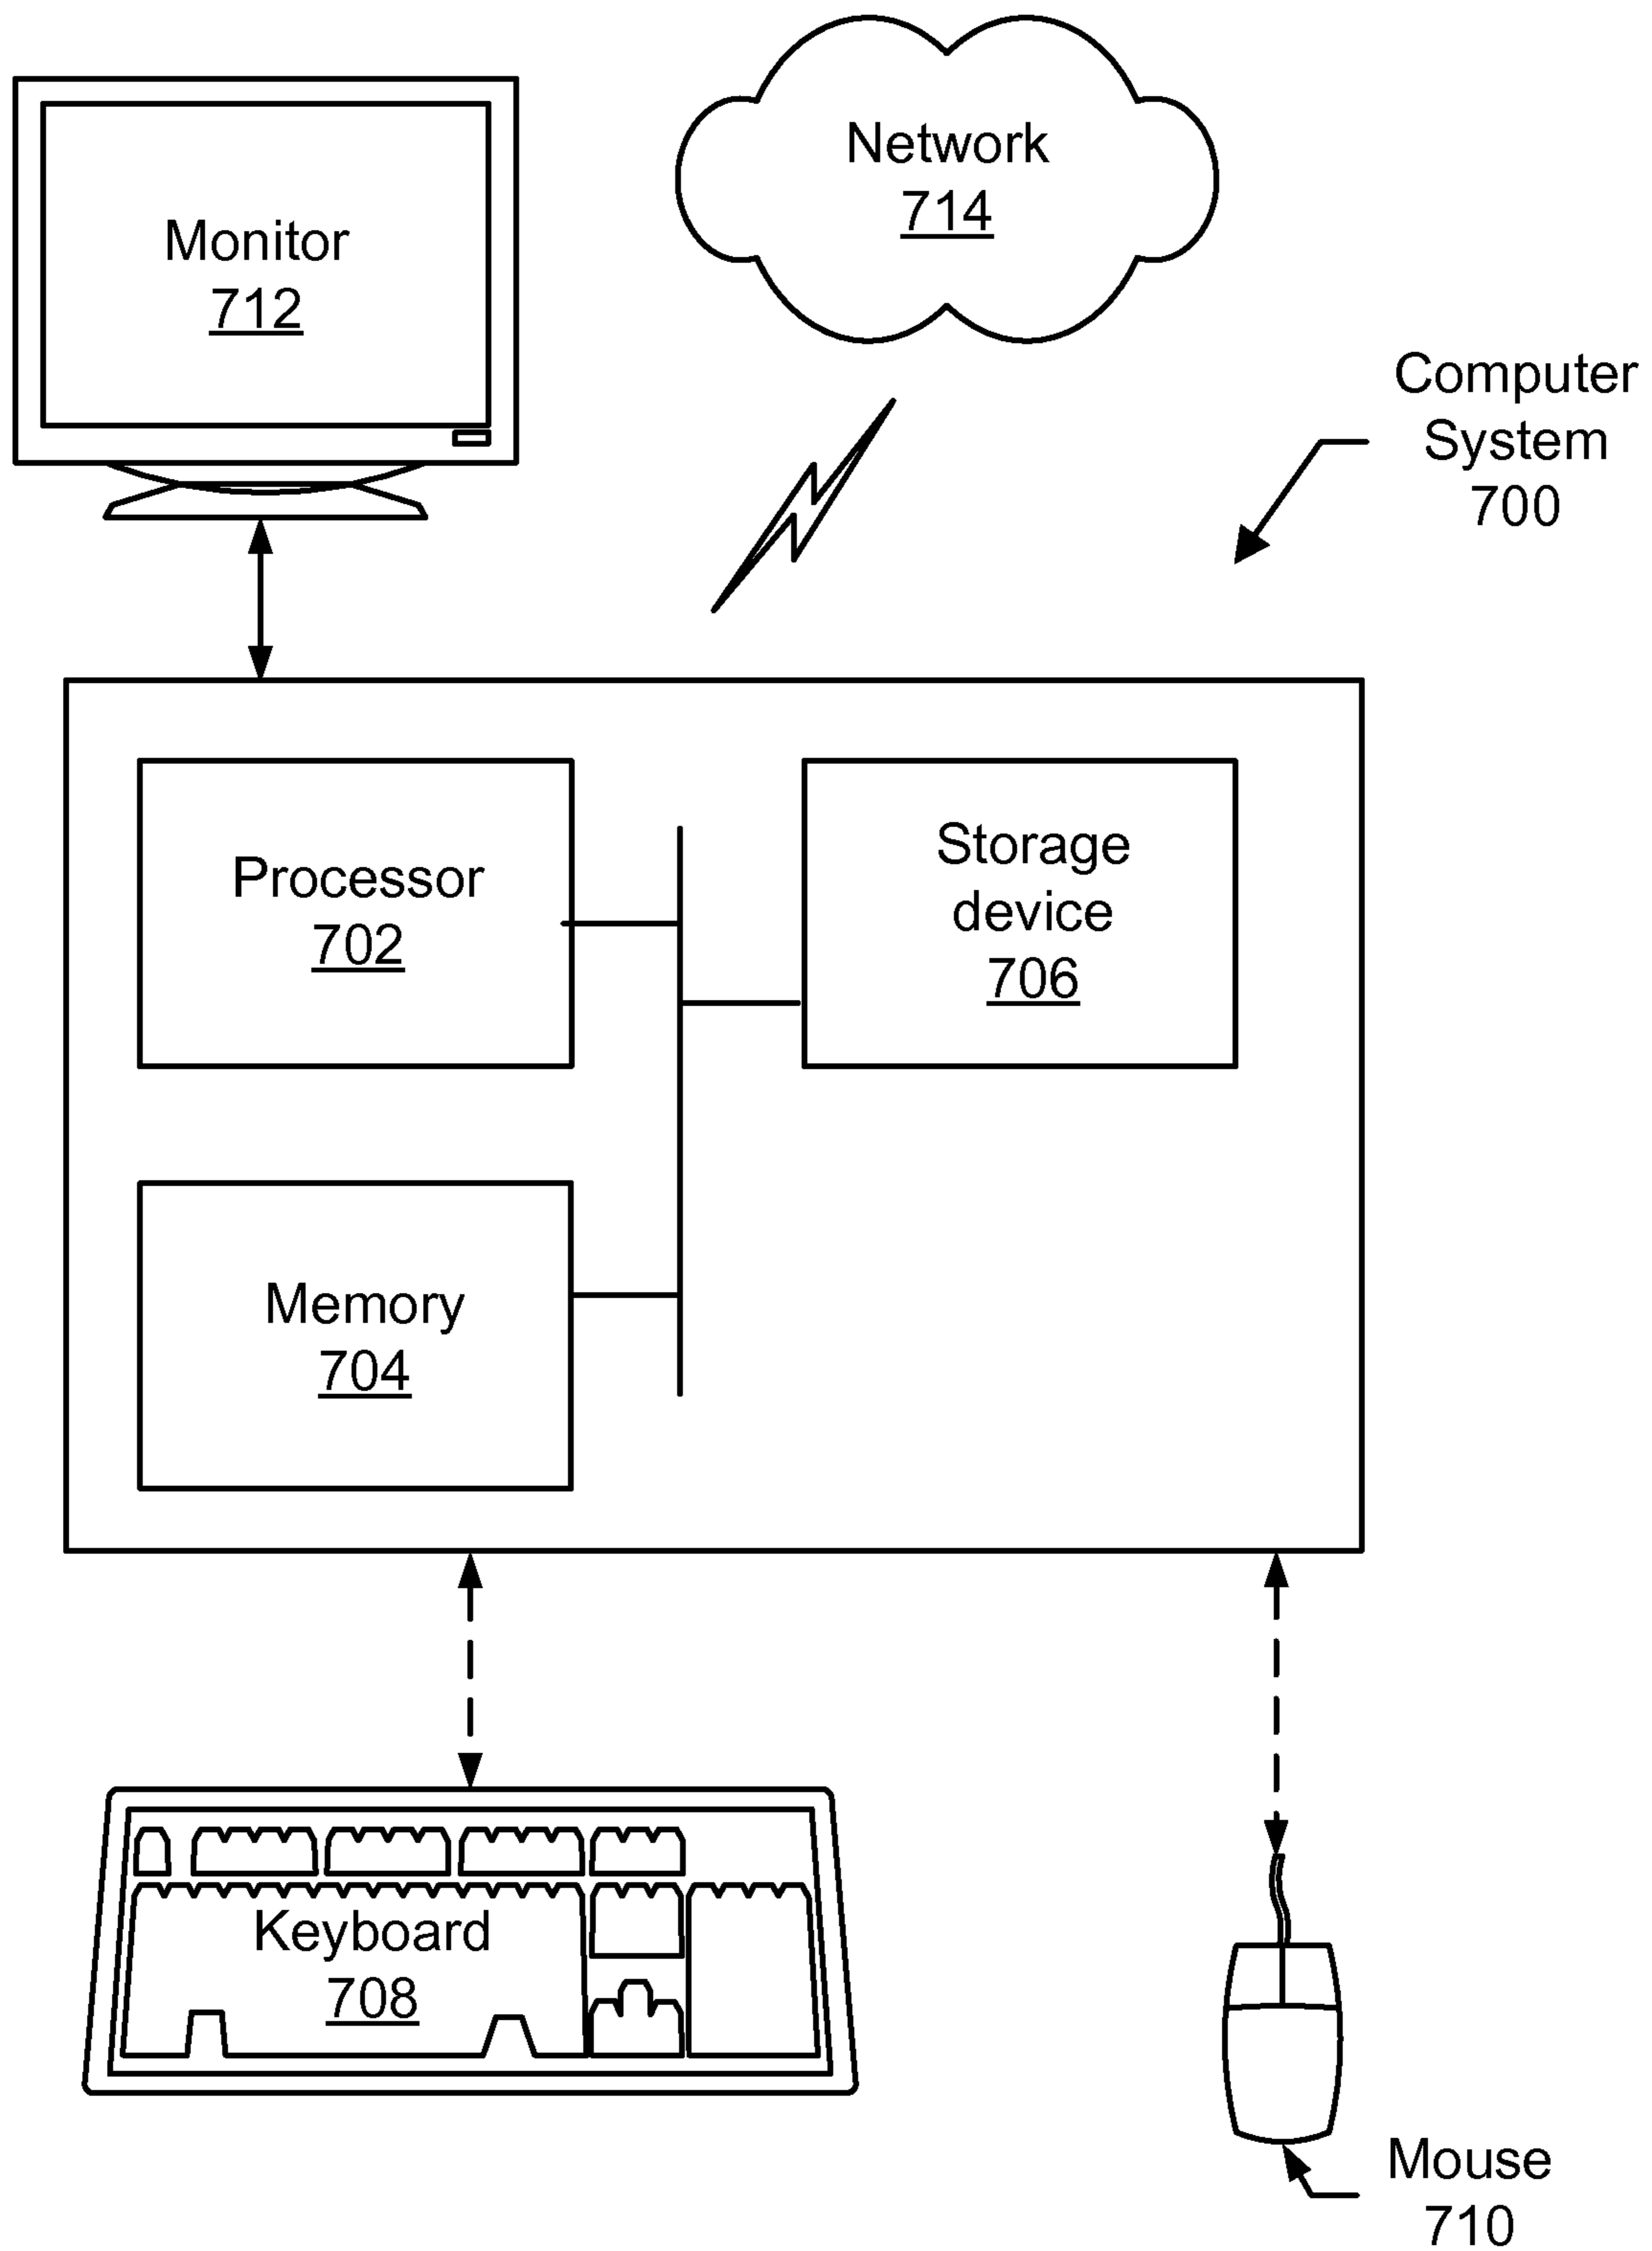 Network
714
Monitor
712
Computer
System
700
Processor
702
Storage
device
706
Memory
704
Keyboard
708
Mouse
710